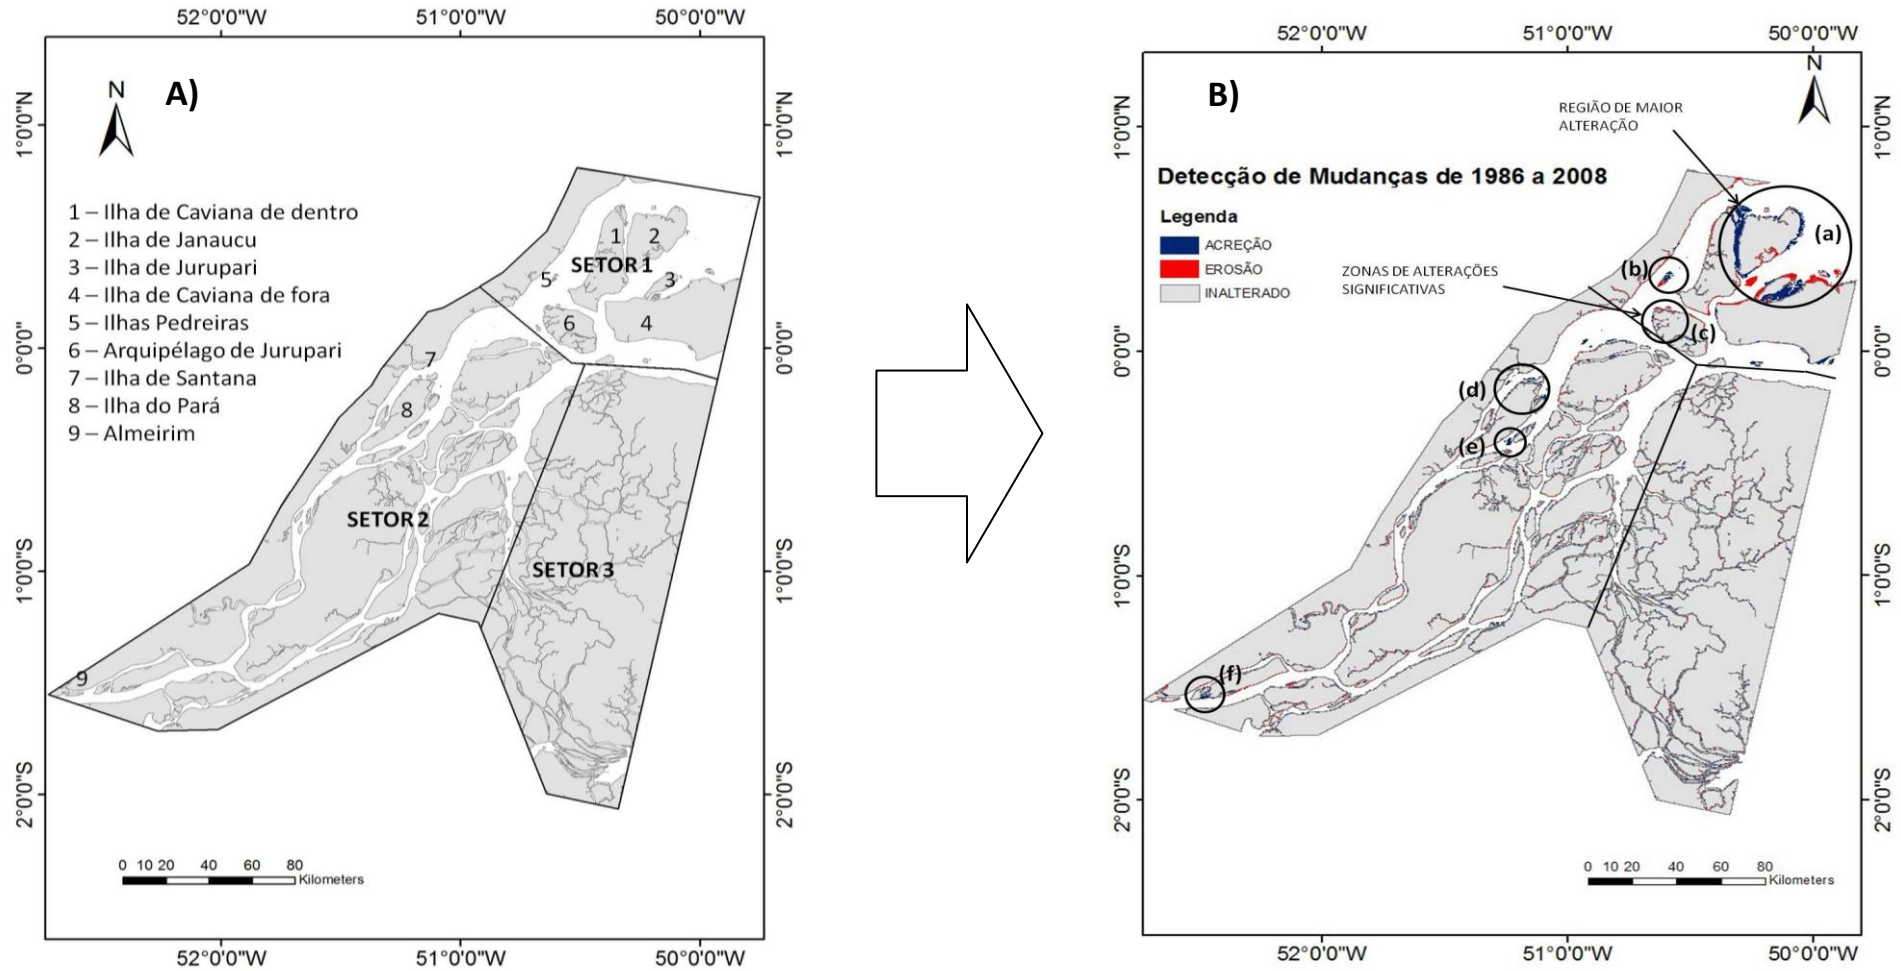 52°0'0"W 51°0'0"W 50°0'0"W
A)
N
1°0'0"N
1°0'0"N
1 – Ilha de Caviana de dentro
2 – Ilha de Janaucu
3 – Ilha de Jurupari
4 – Ilha de Caviana de fora
5 – Ilhas Pedreiras
6 – Arquipélago de Jurupari
7 – Ilha de Santana
8 – Ilha do Pará
9 – Almeirim
1 2
SETOR 1
5 3
6 4
7
8
SETOR 2
SETOR 3
9
0°0'0"
0°0'0"
1°0'0"S
1°0'0"S
2°0'0"S
2°0'0"S
0 10 20 40 60 80
Kilometers
52°0'0"W 51°0'0"W 50°0'0"W
52°0'0"W 51°0'0"W 50°0'0"W
B)
N
1°0'0"N
1°0'0"N
REGIÃO DE MAIOR
ALTERAÇÃO
Detecção de Mudanças de 1986 a 2008
Legenda
ACREÇÃO
EROSÃO
INALTERADO
ZONAS DE ALTERAÇÕES
SIGNIFICATIVAS
(a)
(b)
(c)
(d)
(e)
(f)
0°0'0"
0°0'0"
1°0'0"S
1°0'0"S
2°0'0"S
2°0'0"S
0 10 20 40 60 80
Kilometers
52°0'0"W 51°0'0"W 50°0'0"W